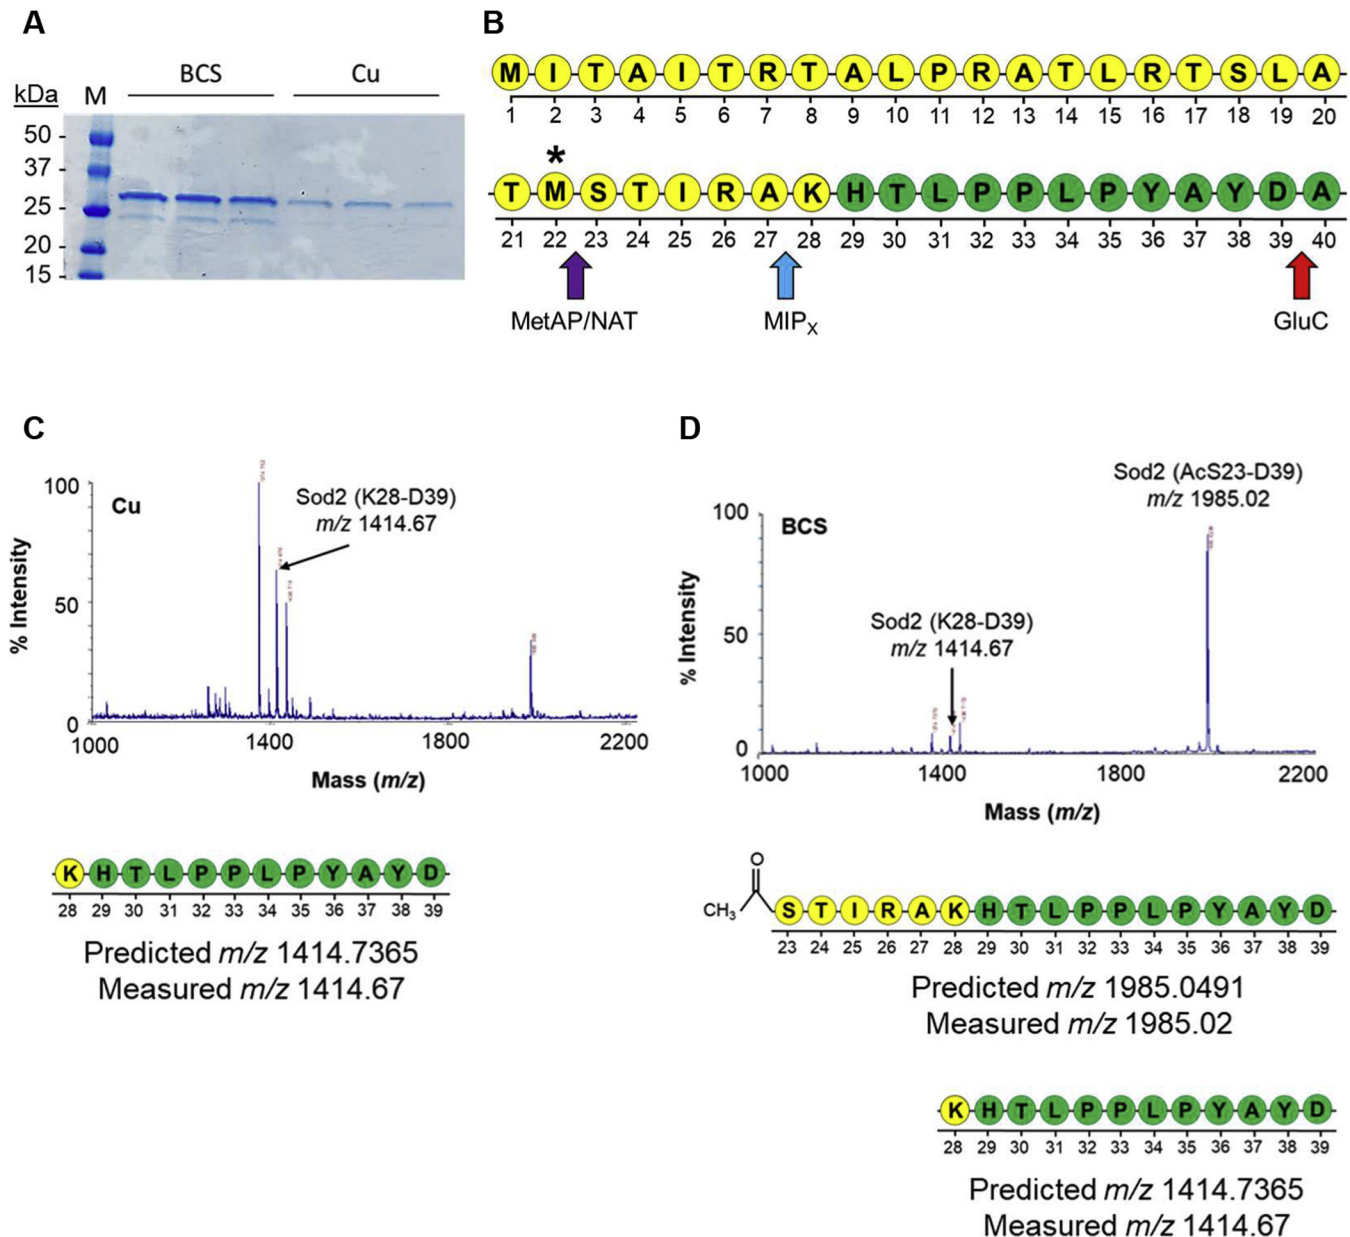 A
BCS Cu
kDa M
50
37
25
20
15
B
M I T A I T R T A L P R A T L R T S L A
1 2 3 4 5 6 7 8 9 10 11 12 13 14 15 16 17 18 19 20
*
T M S T I R A K H T L P P L P Y A Y D A
21 22 23 24 25 26 27 28 29 30 31 32 33 34 35 36 37 38 39 40
MetAP/NAT MIPX GluC
C
Cu
Sod2 (K28-D39)
m/z 1414.67
% Intensity
100
50
0
1000 1400 1800 2200
Mass (m/z)
K H T L P P L P Y A Y D
28 29 30 31 32 33 34 35 36 37 38 39
Predicted m/z 1414.7365
Measured m/z 1414.67
D
BCS
Sod2 (AcS23-D39)
m/z 1985.02
Sod2 (K28-D39)
m/z 1414.67
% Intensity
100
50
0
1000 1400 1800 2200
Mass (m/z)
O
CH3
S T I R A K H T L P P L P Y A Y D
23 24 25 26 27 28 29 30 31 32 33 34 35 36 37 38 39
Predicted m/z 1985.0491
Measured m/z 1985.02
K H T L P P L P Y A Y D
28 29 30 31 32 33 34 35 36 37 38 39
Predicted m/z 1414.7365
Measured m/z 1414.67